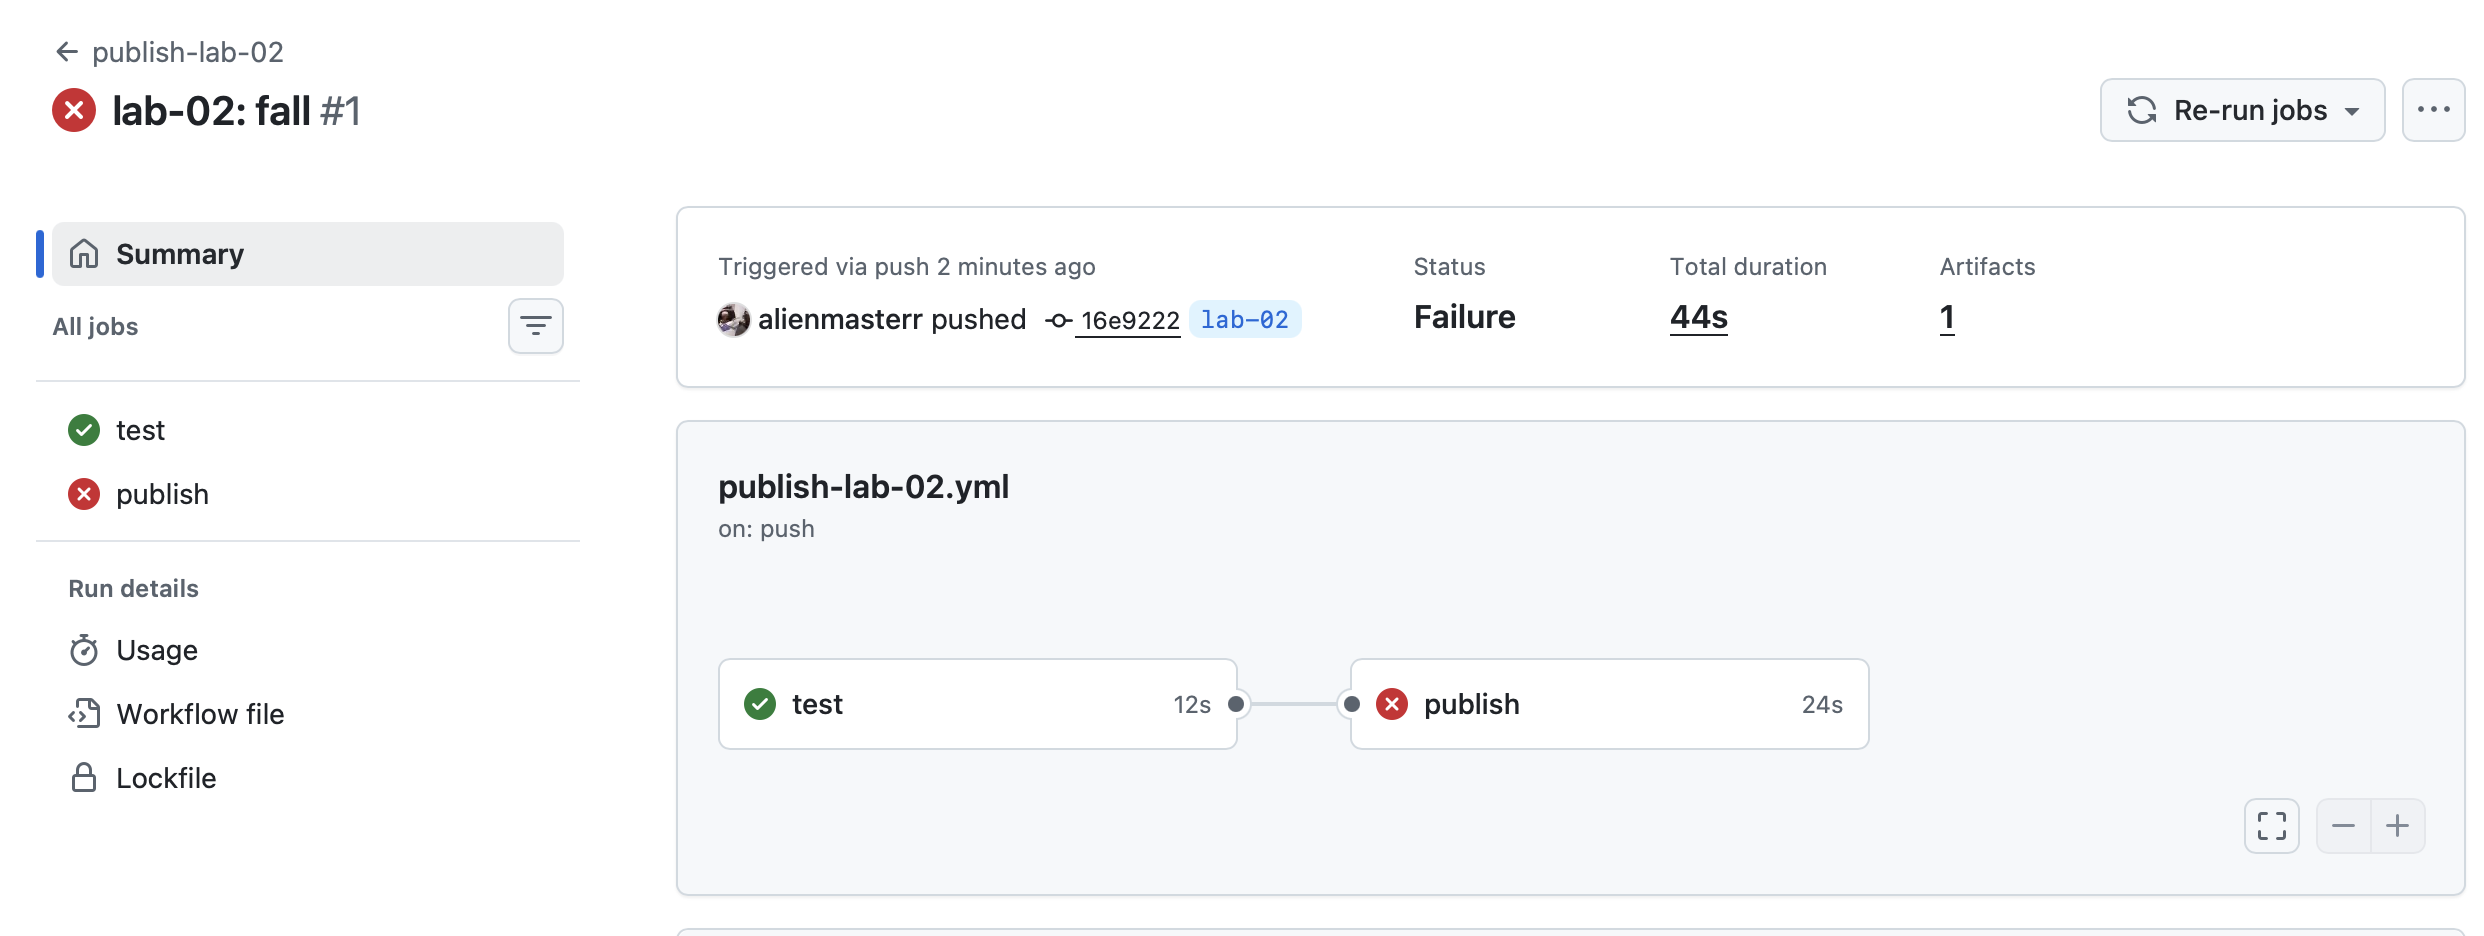 publish-lab-02
lab-02: fall #1
Re-run jobs
Summary
All jobs
test
publish
Run details
Usage
Workflow file
Lockfile
Triggered via push 2 minutes ago
alienmasterr pushed 16e9222 lab-02
Status
Failure
Total duration
44s
Artifacts
1
publish-lab-02.yml
on: push
test 12s
publish 24s